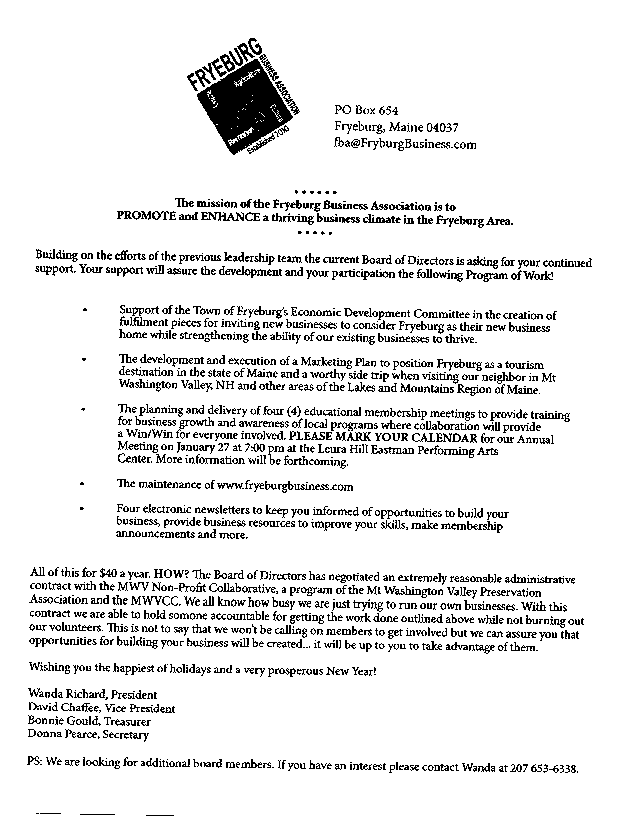 FRYEBURG
BUSINESS ASSOCIATION
Agriculture
Recreation
Culture
Established 2010
PO Box 654
Fryeburg, Maine 04037
fba@FryburgBusiness.com
• • • • • •
The mission of the Fryeburg Business Association is to
PROMOTE and ENHANCE a thriving business climate in the Fryeburg Area.
• • • • •
Building on the efforts of the previous leadership team the current Board of Directors is asking for your continued
support. Your support will assure the development and your participation the following Program of Work!
• Support of the Town of Fryeburg's Economic Development Committee in the creation of
fulfilment pieces for inviting new businesses to consider Fryeburg as their new business
home while strengthening the ability of our existing businesses to thrive.
• The development and execution of a Marketing Plan to position Fryeburg as a tourism
destination in the state of Maine and a worthy side trip when visiting our neighbor in Mt
Washington Valley, NH and other areas of the Lakes and Mountains Region of Maine.
• The planning and delivery of four (4) educational membership meetings to provide training
for business growth and awareness of local programs where collaboration will provide
a Win/Win for everyone involved. PLEASE MARK YOUR CALENDAR for our Annual
Meeting on January 27 at 7:00 pm at the Leura Hill Eastman Performing Arts
Center. More information will be forthcoming.
• The maintenance of www.fryeburgbusiness.com
• Four electronic newsletters to keep you informed of opportunities to build your
business, provide business resources to improve your skills, make membership
announcements and more.
All of this for $40 a year. HOW? The Board of Directors has negotiated an extremely reasonable administrative
contract with the MWV Non-Profit Collaborative, a program of the Mt Washington Valley Preservation
Association and the MWVCC. We all know how busy we are just trying to run our own businesses. With this
contract we are able to hold somone accountable for getting the work done outlined above while not burning out
our volunteers. This is not to say that we won't be calling on members to get involved but we can assure you that
opportunities for building your business will be created... it will be up to you to take advantage of them.
Wishing you the happiest of holidays and a very prosperous New Year!
Wanda Richard, President
David Chaffee, Vice President
Bonnie Gould, Treasurer
Donna Pearce, Secretary
PS: We are looking for additional board members. If you have an interest please contact Wanda at 207 653-6338.